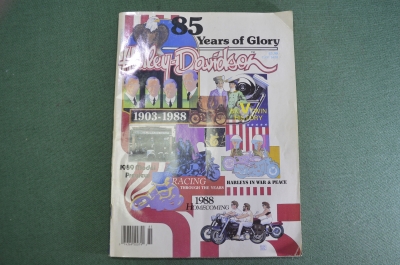 85
Years of Glory
Harley-Davidson
1903-1988
RACING
THROUGH THE YEARS
HARLEYS IN WAR & PEACE
1988
HOMECOMING